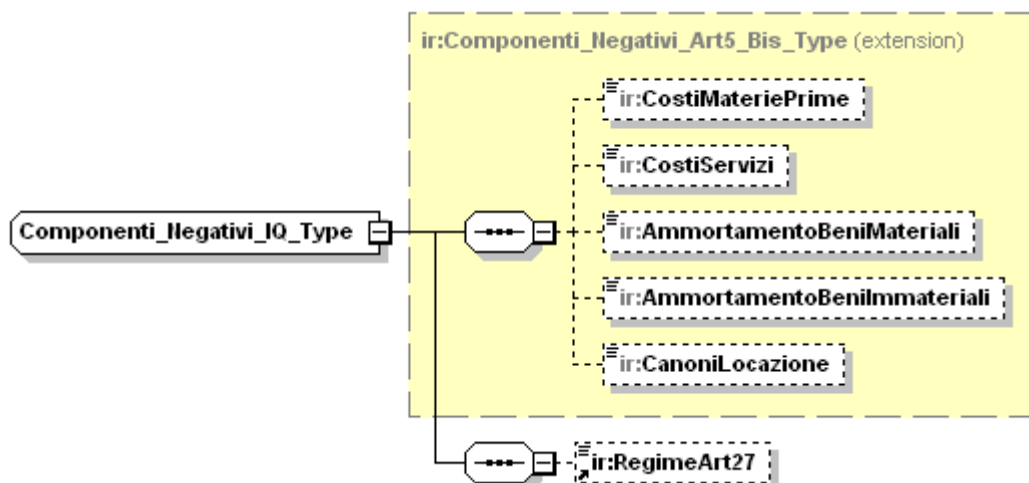 ir:Componenti_Negativi_Art5_Bis_Type (extension)
ir:CostiMateriePrime
ir:CostiServizi
Componenti_Negativi_IQ_Type
ir:AmmortamentoBeniMateriali
ir:AmmortamentoBeniImmateriali
ir:CanoniLocazione
ir:RegimeArt27